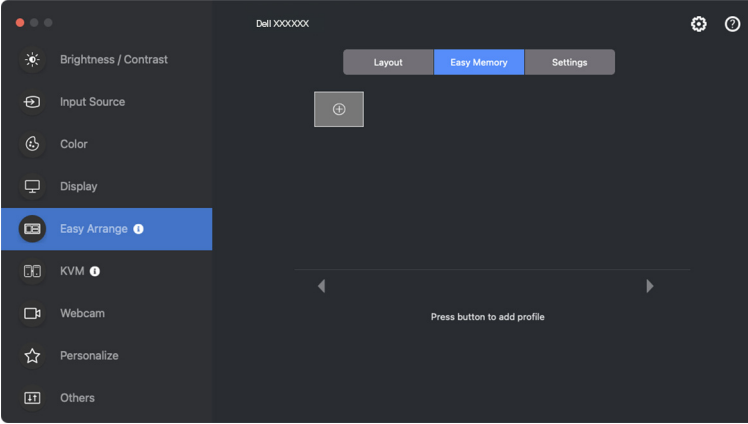 Dell XXXXXX
Brightness / Contrast
Input Source
Color
Display
Easy Arrange
KVM
Webcam
Personalize
Others
Layout
Easy Memory
Settings
Press button to add profile